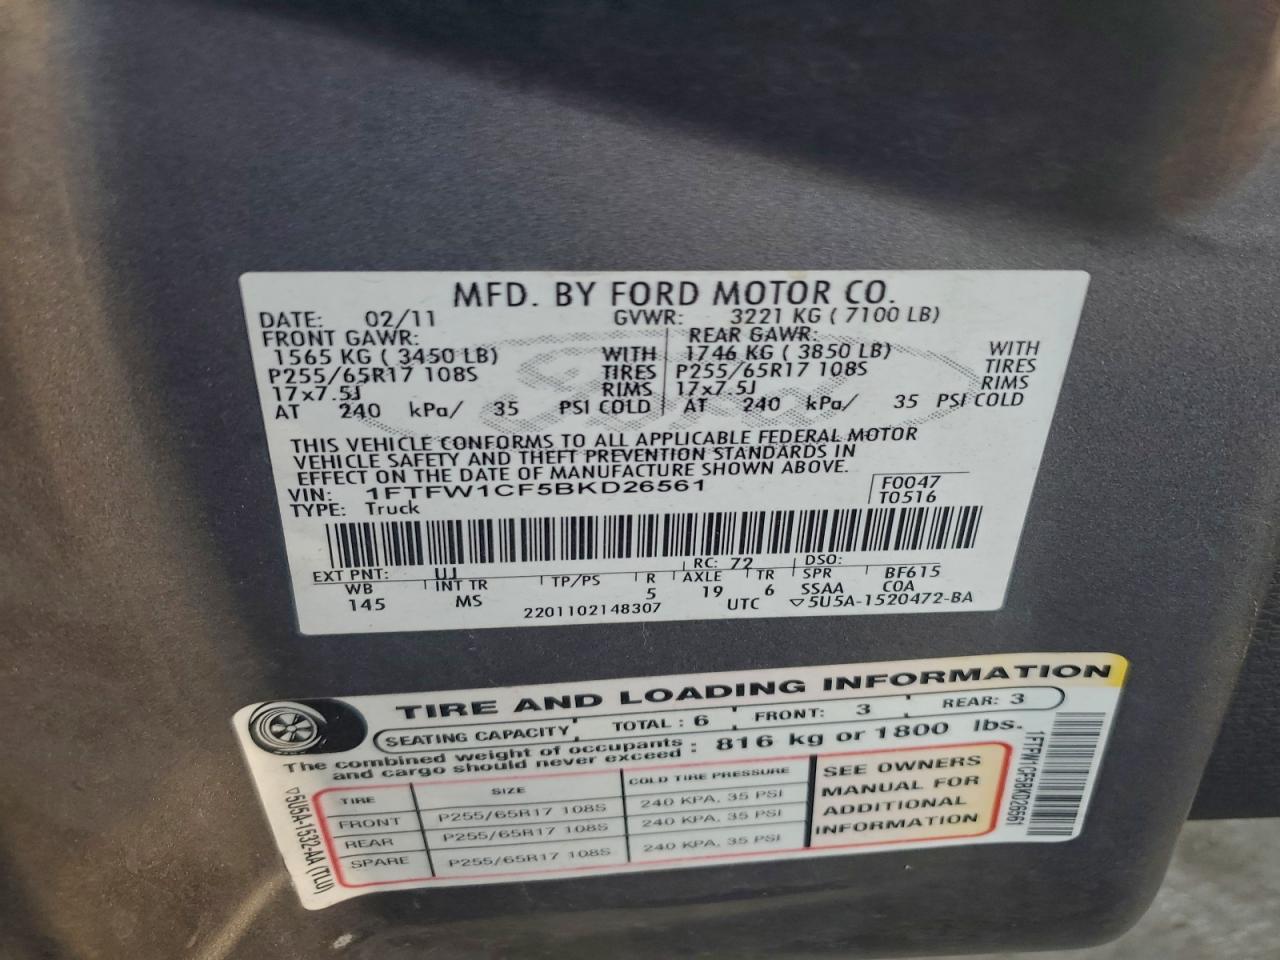 MFD. BY FORD MOTOR CO.
DATE: 02/11 GVWR: 3221 KG ( 7100 LB)
FRONT GAWR: REAR GAWR:
1565 KG ( 3450 LB) WITH 1746 KG ( 3850 LB) WITH
P255/65R17 108S TIRES P255/65R17 108S TIRES
17x7.5J RIMS 17x7.5J RIMS
AT 240 kPa/ 35 PSI COLD AT 240 kPa/ 35 PSI COLD
THIS VEHICLE CONFORMS TO ALL APPLICABLE FEDERAL MOTOR
VEHICLE SAFETY AND THEFT PREVENTION STANDARDS IN
EFFECT ON THE DATE OF MANUFACTURE SHOWN ABOVE.
VIN: 1FTFW1CF5BKD26561 F0047
TYPE: Truck T0516
EXT PNT: UJ RC: 72 DSO:
WB INT TR TP/PS R AXLE TR SPR BF615
145 MS 5 19 6 SSAA C0A
2201102148307 UTC ▽5U5A-1520472-BA
TIRE AND LOADING INFORMATION
SEATING CAPACITY TOTAL : 6 FRONT: 3 REAR: 3
The combined weight of occupants
and cargo should never exceed : 816 kg or 1800 lbs.
TIRE SIZE COLD TIRE PRESSURE
FRONT P255/65R17 108S 240 KPA, 35 PSI
REAR P255/65R17 108S 240 KPA, 35 PSI
SPARE P255/65R17 108S 240 KPA, 35 PSI
SEE OWNERS
MANUAL FOR
ADDITIONAL
INFORMATION
▽5U5A-1532-AA (TLU)
1FTFW1CF5BKD26561